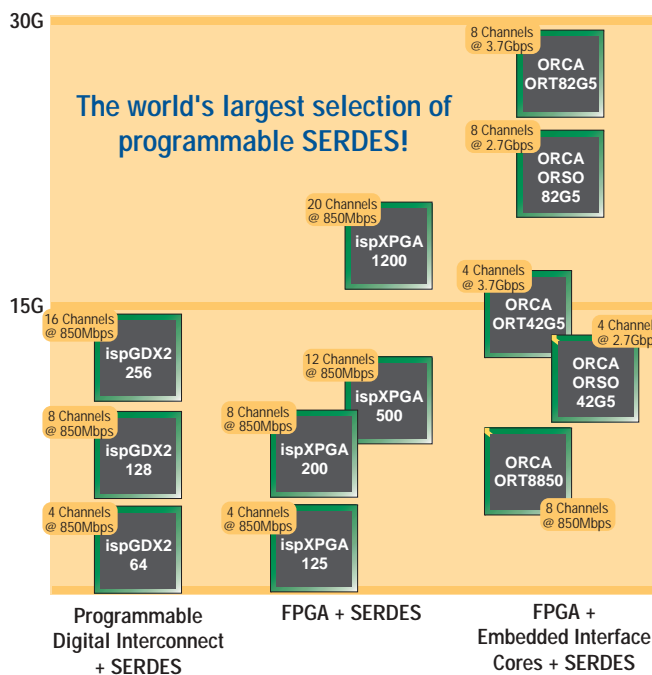 30G
The world's largest selection of
programmable SERDES!
8 Channels
@ 3.7Gbps
ORCA
ORT82G5
8 Channels
@ 2.7Gbps
ORCA
ORSO
82G5
20 Channels
@ 850Mbps
ispXPGA
1200
15G
4 Channels
@ 3.7Gbps
ORCA
ORT42G5
16 Channels
@ 850Mbps
ispGDX2
256
4 Channels
@ 2.7Gbp
ORCA
ORSO
42G5
12 Channels
@ 850Mbps
ispXPGA
500
8 Channels
@ 850Mbps
ispGDX2
128
8 Channels
@ 850Mbps
ispXPGA
200
ORCA
ORT8850
8 Channels
@ 850Mbps
4 Channels
@ 850Mbps
ispGDX2
64
4 Channels
@ 850Mbps
ispXPGA
125
Programmable
Digital Interconnect
+ SERDES
FPGA + SERDES
FPGA +
Embedded Interface
Cores + SERDES